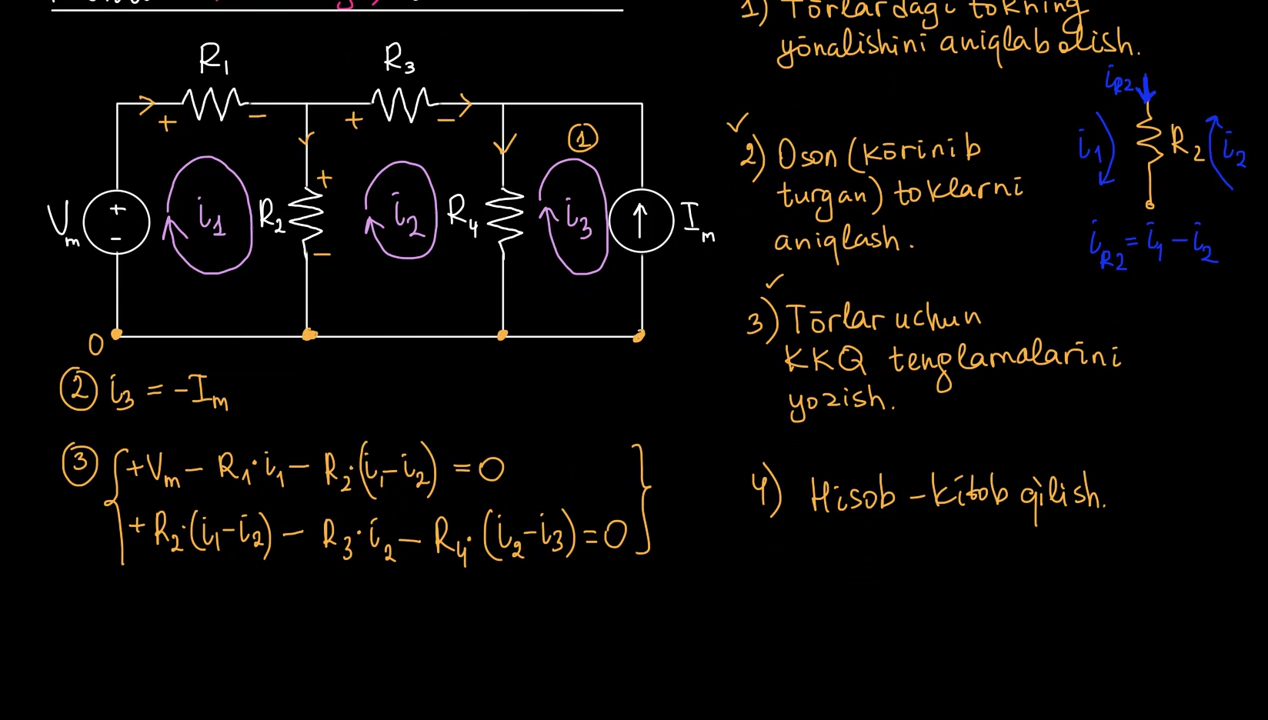 1) Tōrlardagi tokning
yōnalishini aniqlab olish.
R₁
R₃
+ −
+ −
①
Vₘ
+
-
i₁
R₂
+
−
i₂
R₄
i₃
Iₘ
0
i_R2
i₁
R₂
i₂
i_R2 = i₁ − i₂
2) Oson (kōrinib
turgan) toklarni
aniqlash.
3) Tōrlar uchun
KKQ tenglamalarini
yozish.
4) Hisob-kitob qilish.
② i₃ = −Iₘ
③ {+Vₘ − R₁·i₁ − R₂·(i₁−i₂) = 0
+R₂·(i₁−i₂) − R₃·i₂ − R₄·(i₂−i₃) = 0}